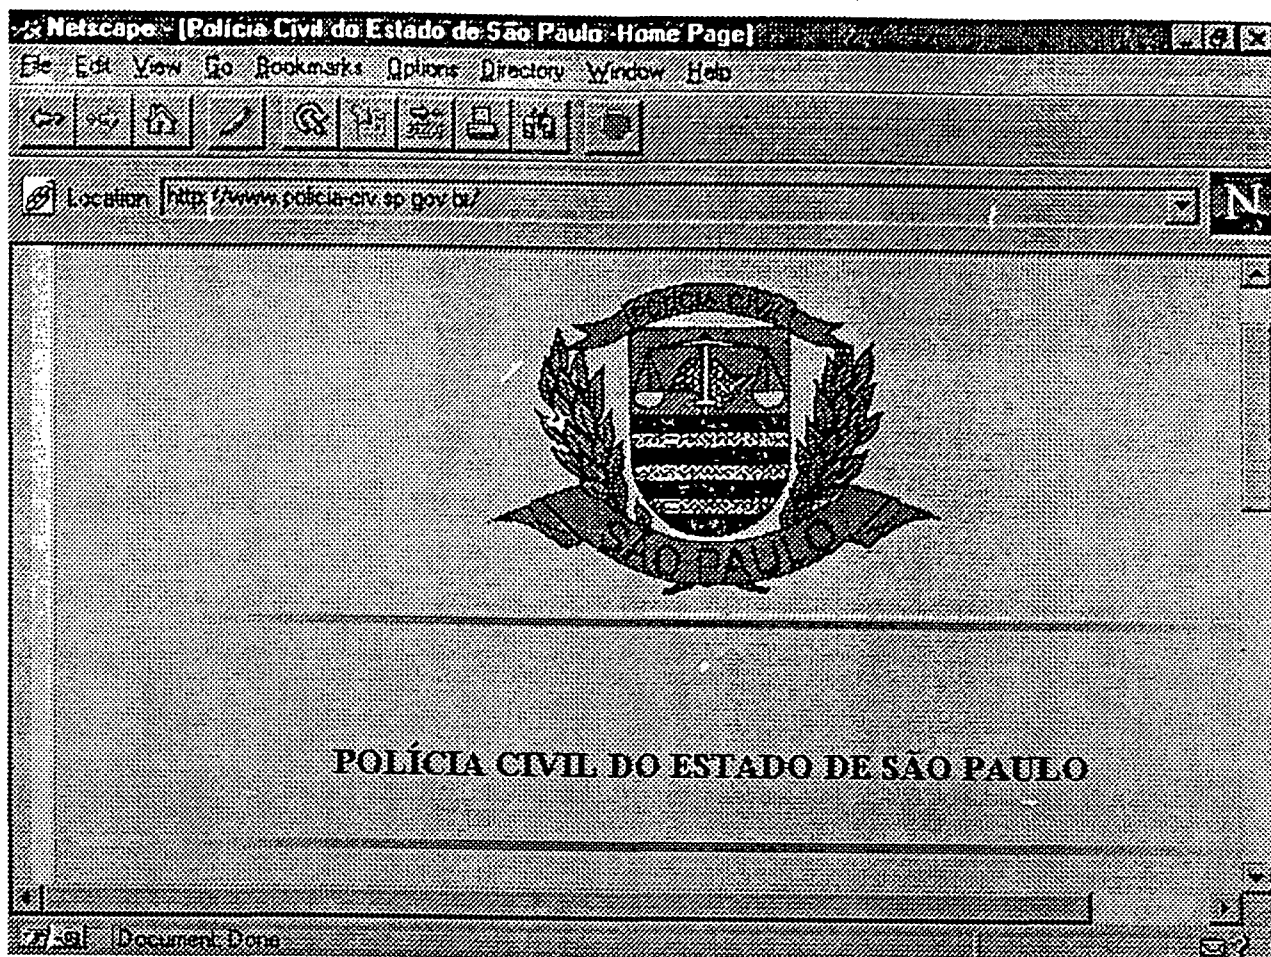 Netscape - [Polícia Civil do Estado de São Paulo -Home Page]
File Edit View Go Bookmarks Options Directory Window Help
Location: http://www.policia-civ.sp.gov.br/
N
POLÍCIA CIVIL
SÃO PAULO
POLÍCIA CIVIL DO ESTADO DE SÃO PAULO
Document: Done